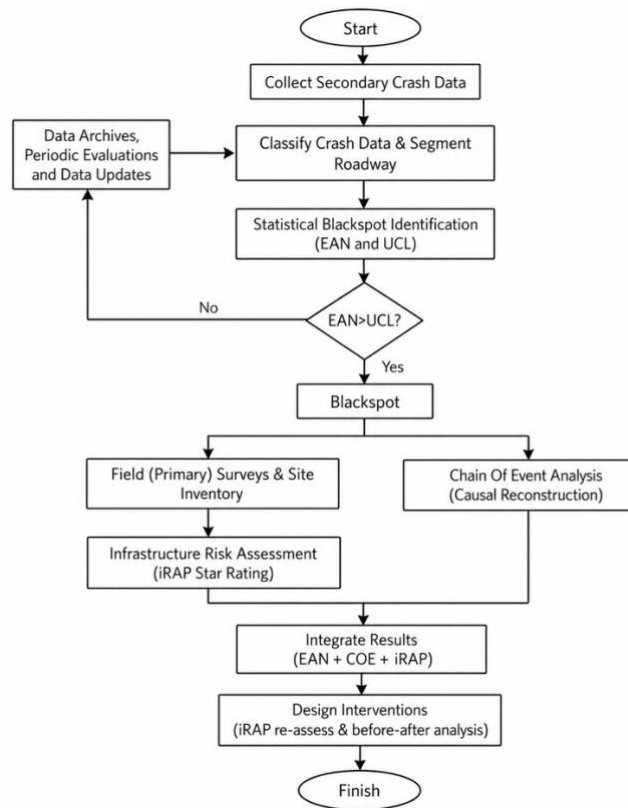 Start
Collect Secondary Crash Data
Data Archives,
Periodic Evaluations
and Data Updates
Classify Crash Data & Segment
Roadway
Statistical Blackspot Identification
(EAN and UCL)
No
EAN>UCL?
Yes
Blackspot
Field (Primary) Surveys & Site
Inventory
Chain Of Event Analysis
(Causal Reconstruction)
Infrastructure Risk Assessment
(iRAP Star Rating)
Integrate Results
(EAN + COE + iRAP)
Design Interventions
(iRAP re-assess & before-after analysis)
Finish